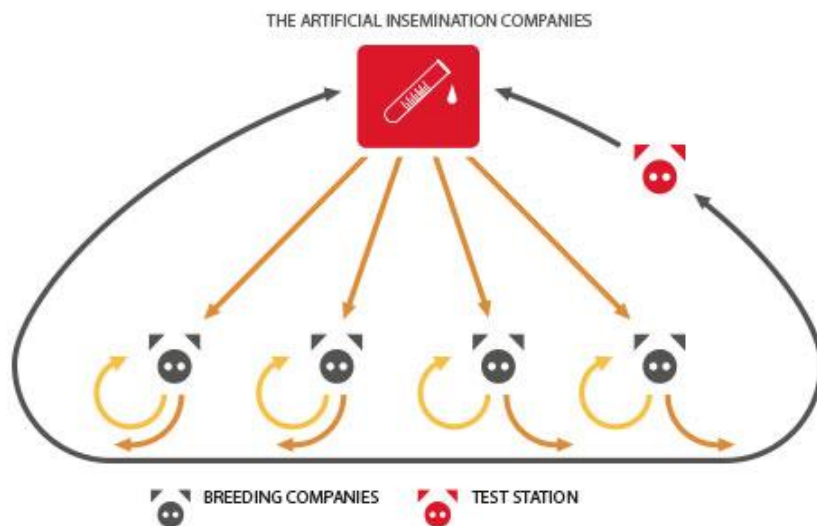 THE ARTIFICIAL INSEMINATION COMPANIES
BREEDING COMPANIES
TEST STATION